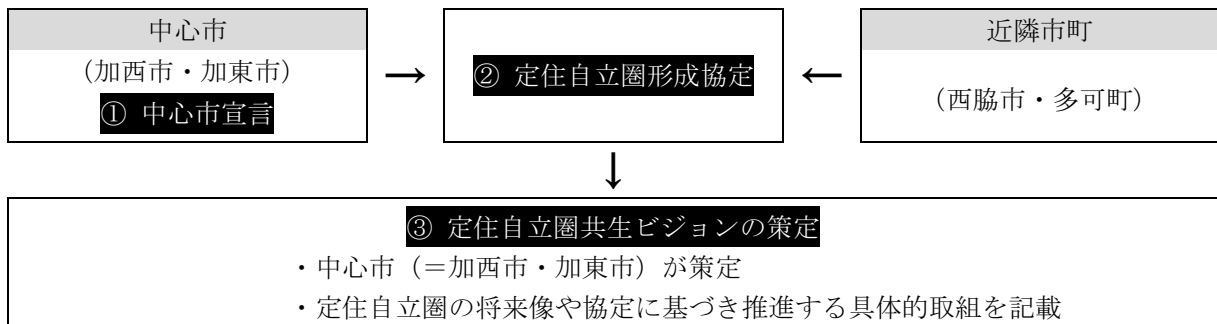 中心市
（加西市・加東市）
① 中心市宣言
→
② 定住自立圏形成協定
←
近隣市町
（西脇市・多可町）
↓
③ 定住自立圏共生ビジョンの策定
・中心市（＝加西市・加東市）が策定
・定住自立圏の将来像や協定に基づき推進する具体的取組を記載